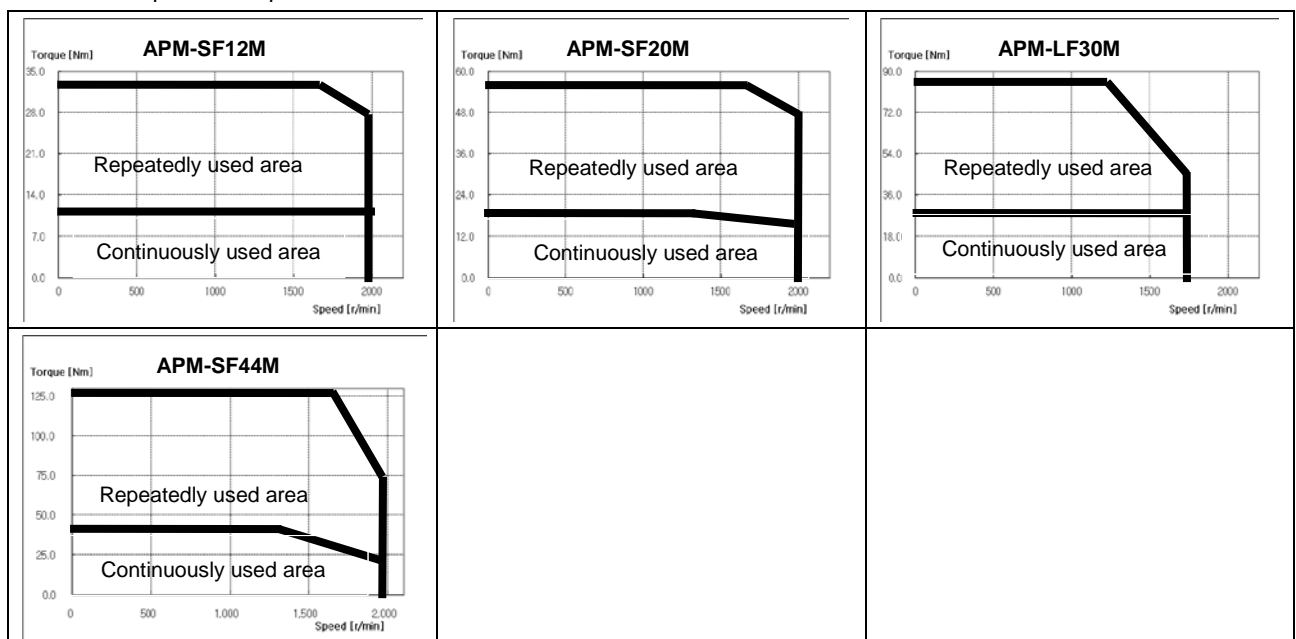 APM-SF12M
Torque [Nm]
35.0
28.0
21.0
Repeatedly used area
14.0
7.0
Continuously used area
0.0
0 500 1000 1500 2000
Speed [r/min]
APM-SF20M
Torque [Nm]
60.0
48.0
36.0
Repeatedly used area
24.0
12.0
Continuously used area
0.0
0 500 1000 1500 2000
Speed [r/min]
APM-LF30M
Torque [Nm]
90.0
72.0
54.0
Repeatedly used area
36.0
18.0
Continuously used area
0.0
0 500 1000 1500 2000
Speed [r/min]
APM-SF44M
Torque [Nm]
125.0
100.0
75.0
Repeatedly used area
50.0
25.0
Continuously used area
0.0
0 500 1,000 1,500 2,000
Speed [r/min]